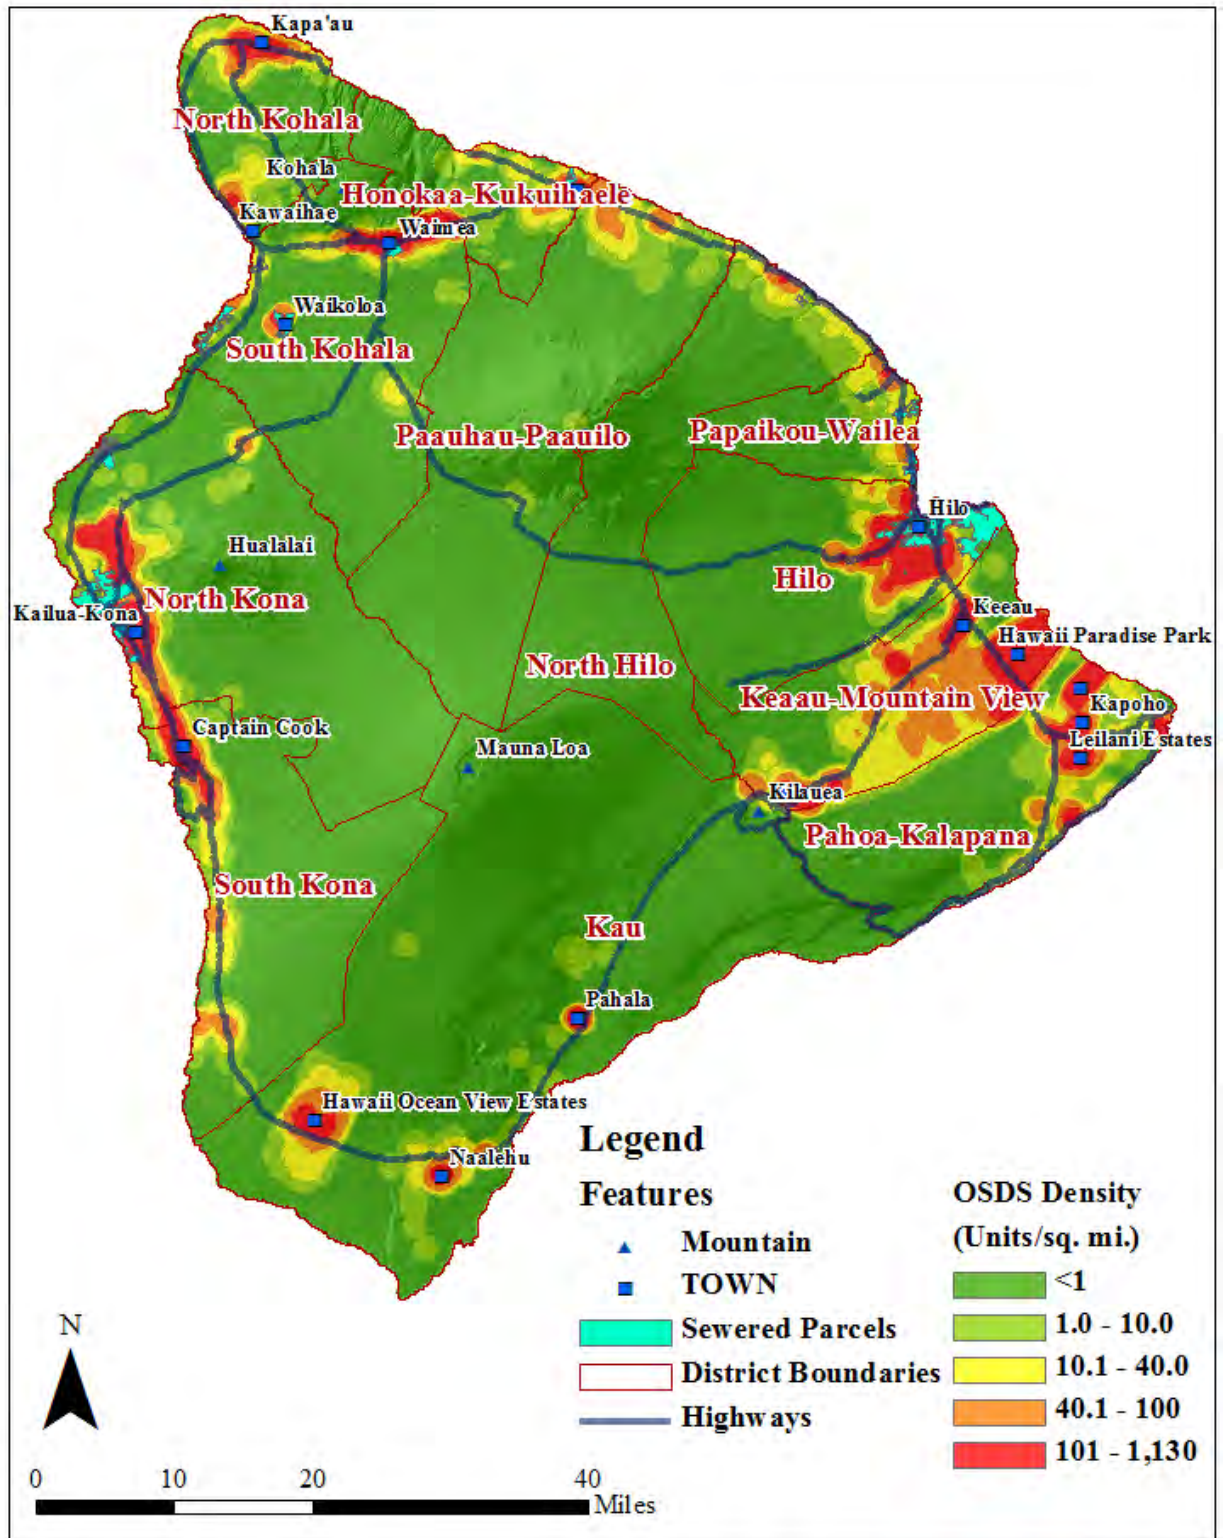 Kapa'au
North Kohala
Kohala
Honokaa-Kukuihaele
Kawaihae
Waimea
Waikoloa
South Kohala
Paauhau-Paauilo
Papaikou-Wailea
Hilo
Hualalai
Hilo
North Kona
Kailua-Kona
Keeau
Hawaii Paradise Park
North Hilo
Keaau-Mountain View
Kapoho
Captain Cook
Leilani Estates
Mauna Loa
Kilauea
Pahoa-Kalapana
South Kona
Kau
Pahala
Hawaii Ocean View Estates
Naalehu
Legend
Features
Mountain
TOWN
Sewered Parcels
District Boundaries
Highways
OSDS Density
(Units/sq. mi.)
<1
1.0 - 10.0
10.1 - 40.0
40.1 - 100
101 - 1,130
N
0 10 20 40
Miles